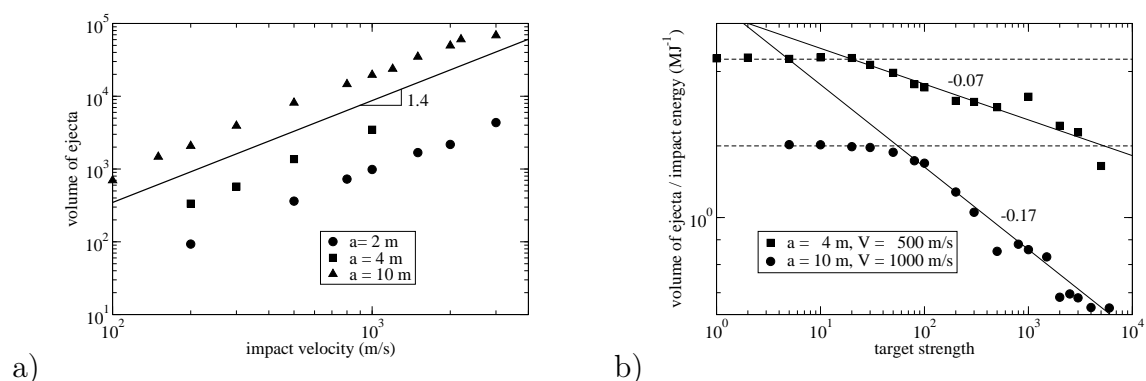 10^5
10^4
10^3
10^2
10^1
volume of ejecta
1.4
a= 2 m
a= 4 m
a= 10 m
10^2
10^3
impact velocity (m/s)
a)
volume of ejecta / impact energy (MJ^-1)
10^0
-0.07
-0.17
a = 4 m, V = 500 m/s
a = 10 m, V = 1000 m/s
10^0
10^1
10^2
10^3
10^4
target strength
b)